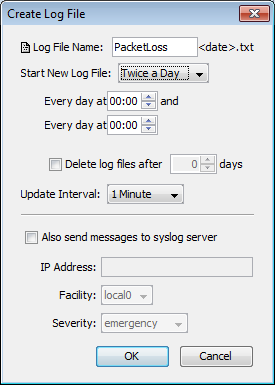 Create Log File
Log File Name: PacketLoss <date>.txt
Start New Log File: Twice a Day
Every day at 00:00 and
Every day at 00:00
Delete log files after 0 days
Update Interval: 1 Minute
Also send messages to syslog server
IP Address:
Facility: local0
Severity: emergency
OK Cancel